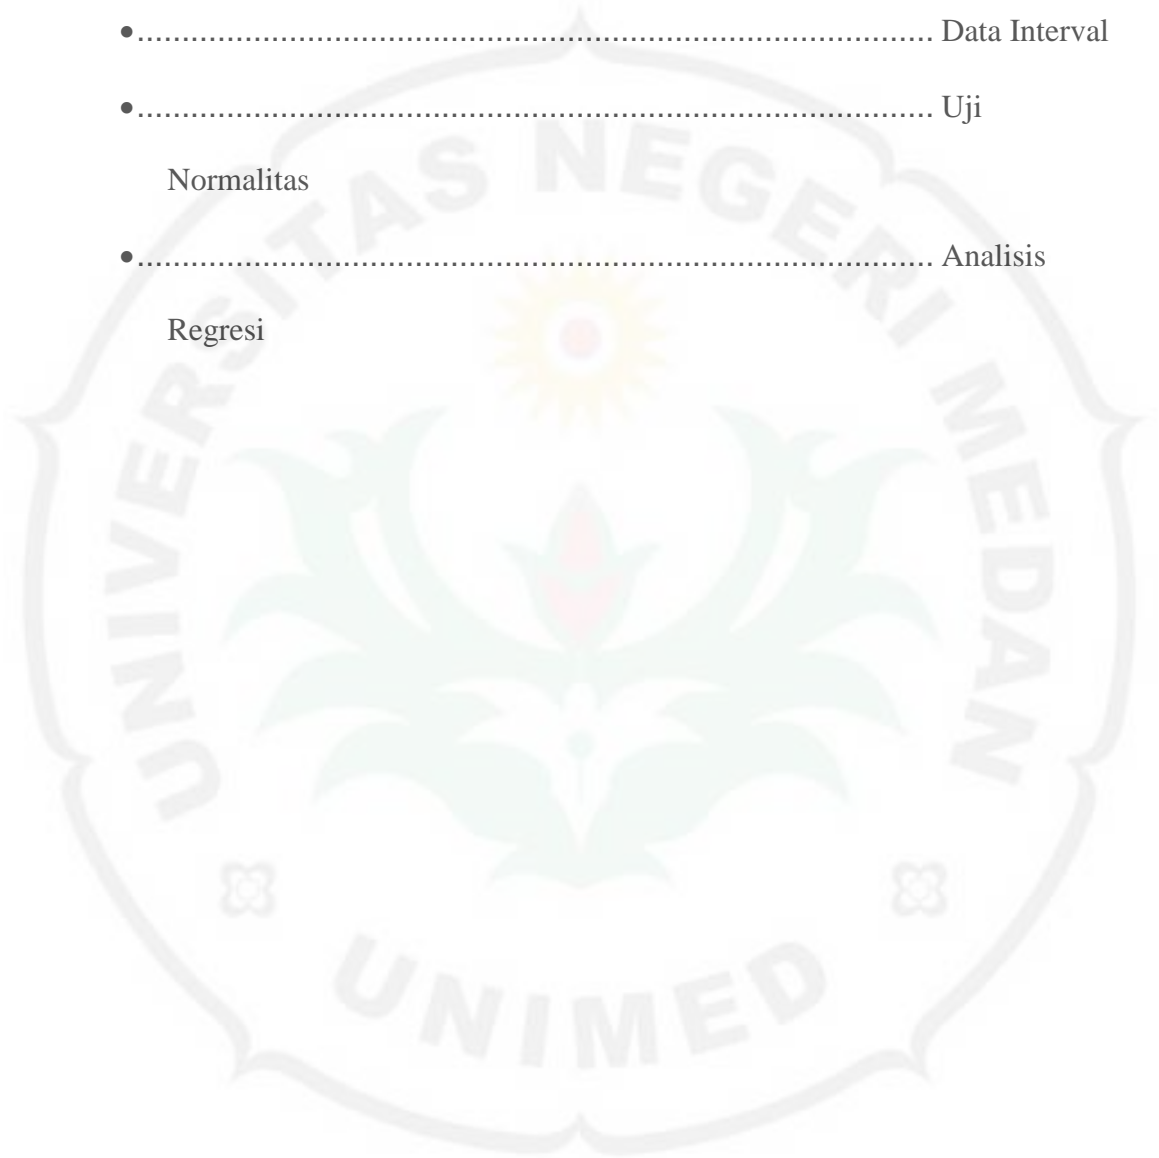 •........................................................................................ Data Interval
•........................................................................................ Uji
Normalitas
•........................................................................................ Analisis
Regresi
UNIVERSITAS NEGERI MEDAN
UNIMED